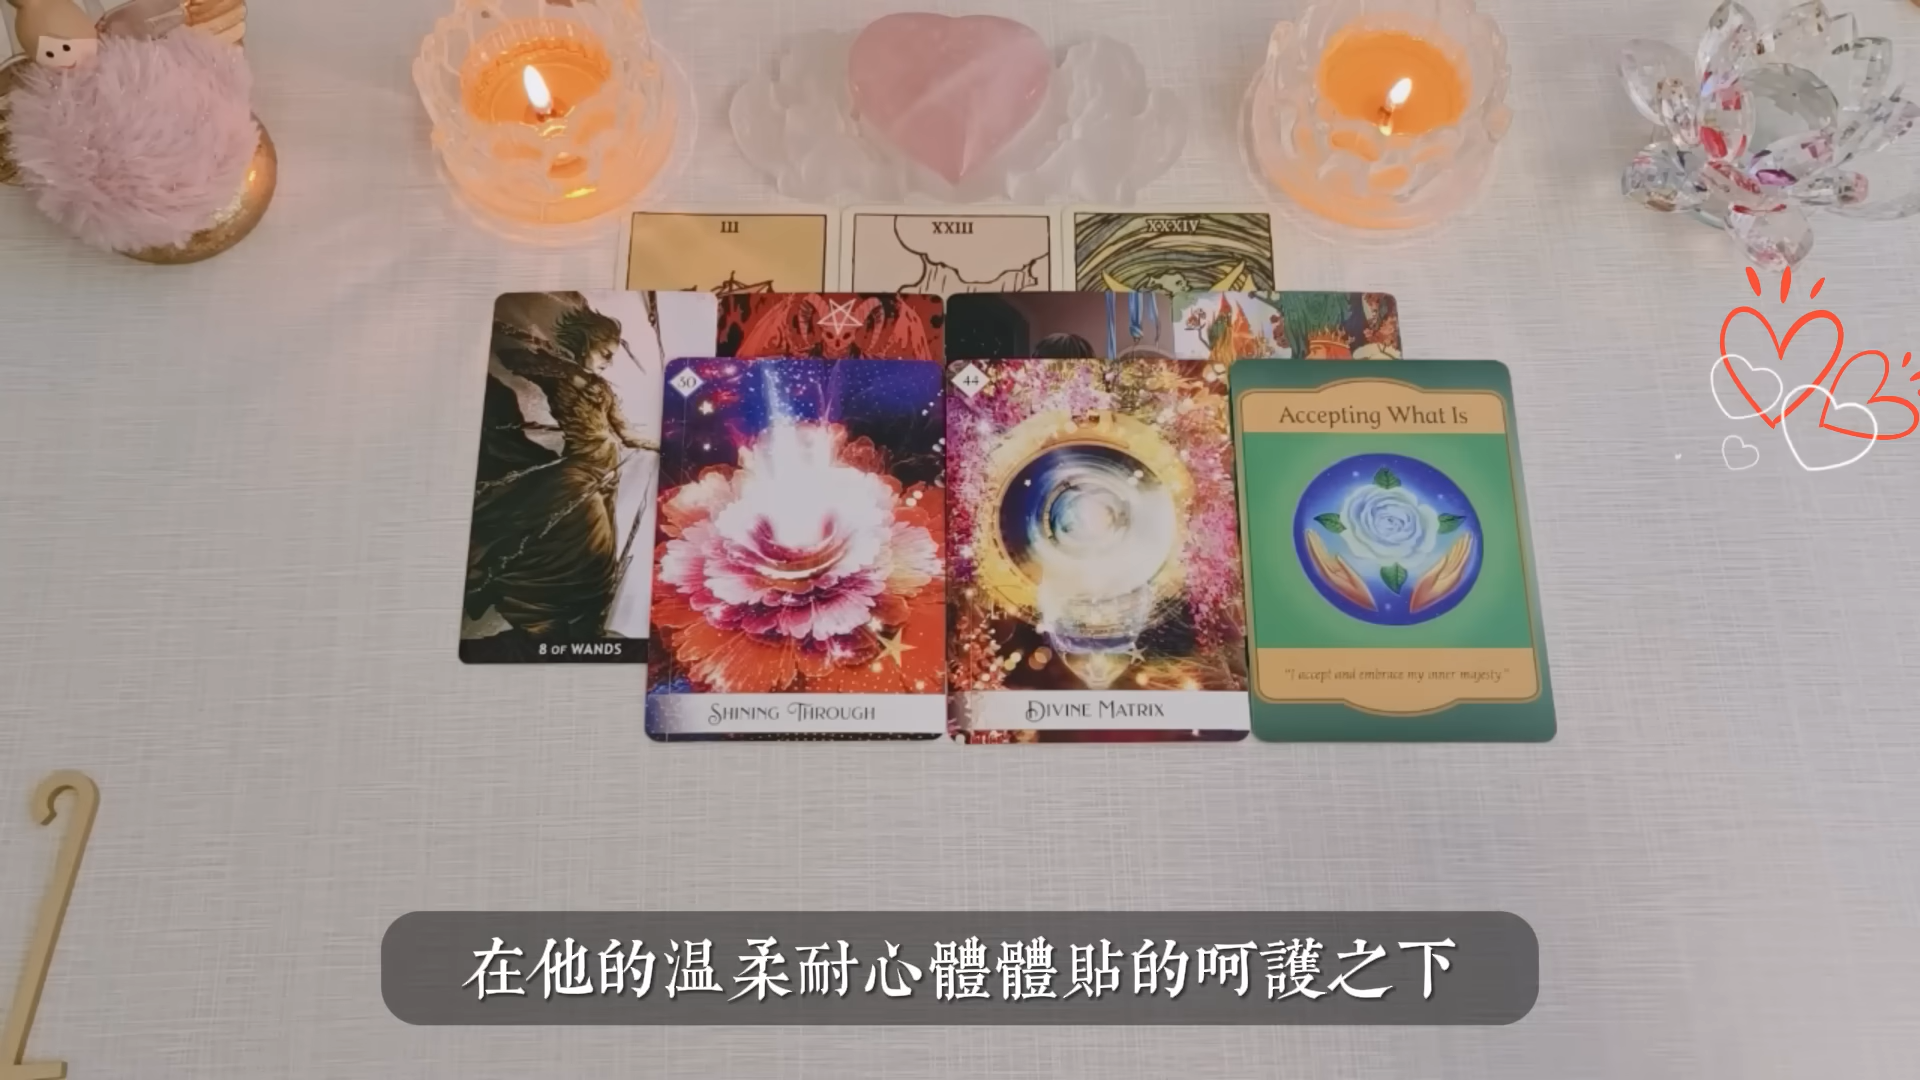 III
XXIII
XXXIV
50
44
Accepting What Is
8 OF WANDS
"I accept and embrace my inner majesty."
SHINING THROUGH
DIVINE MATRIX
在他的温柔耐心體體貼的呵護之下